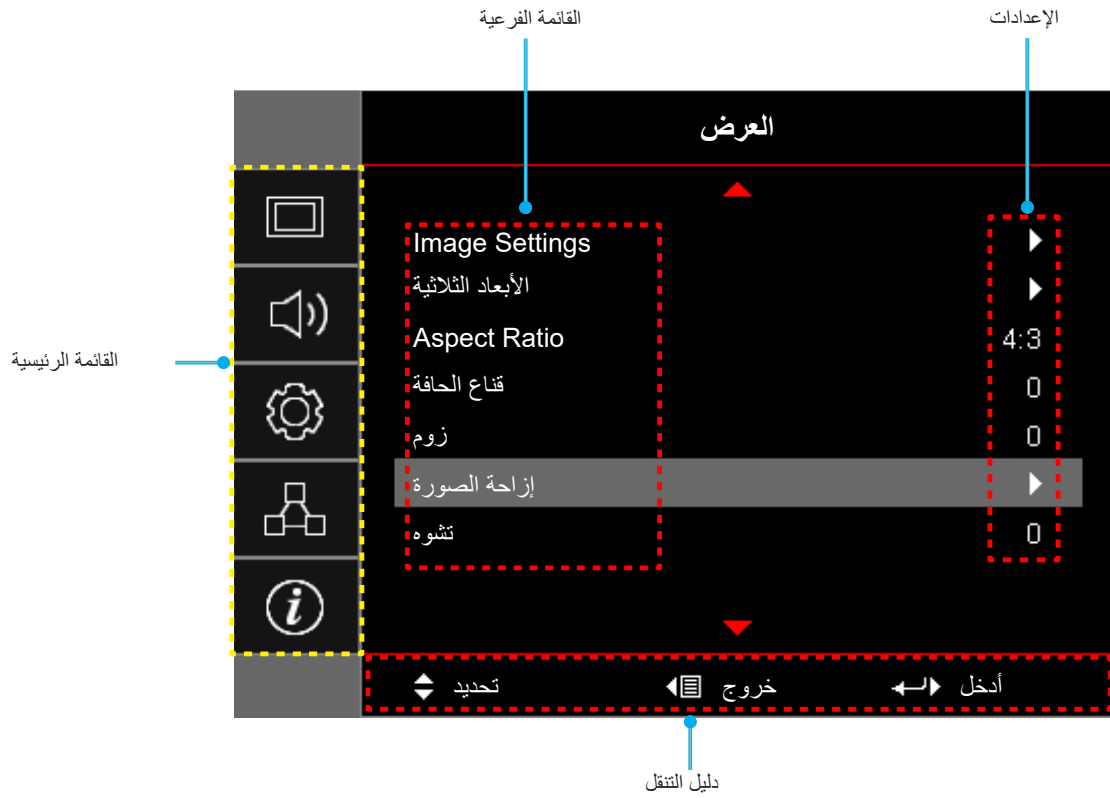 القائمة الفرعية
الإعدادات
العرض
Image Settings
الأبعاد الثلاثية
Aspect Ratio 4:3
قناع الحافة 0
زوم 0
إزاحة الصورة
تشوه 0
القائمة الرئيسية
تحديد خروج أدخل
دليل التنقل